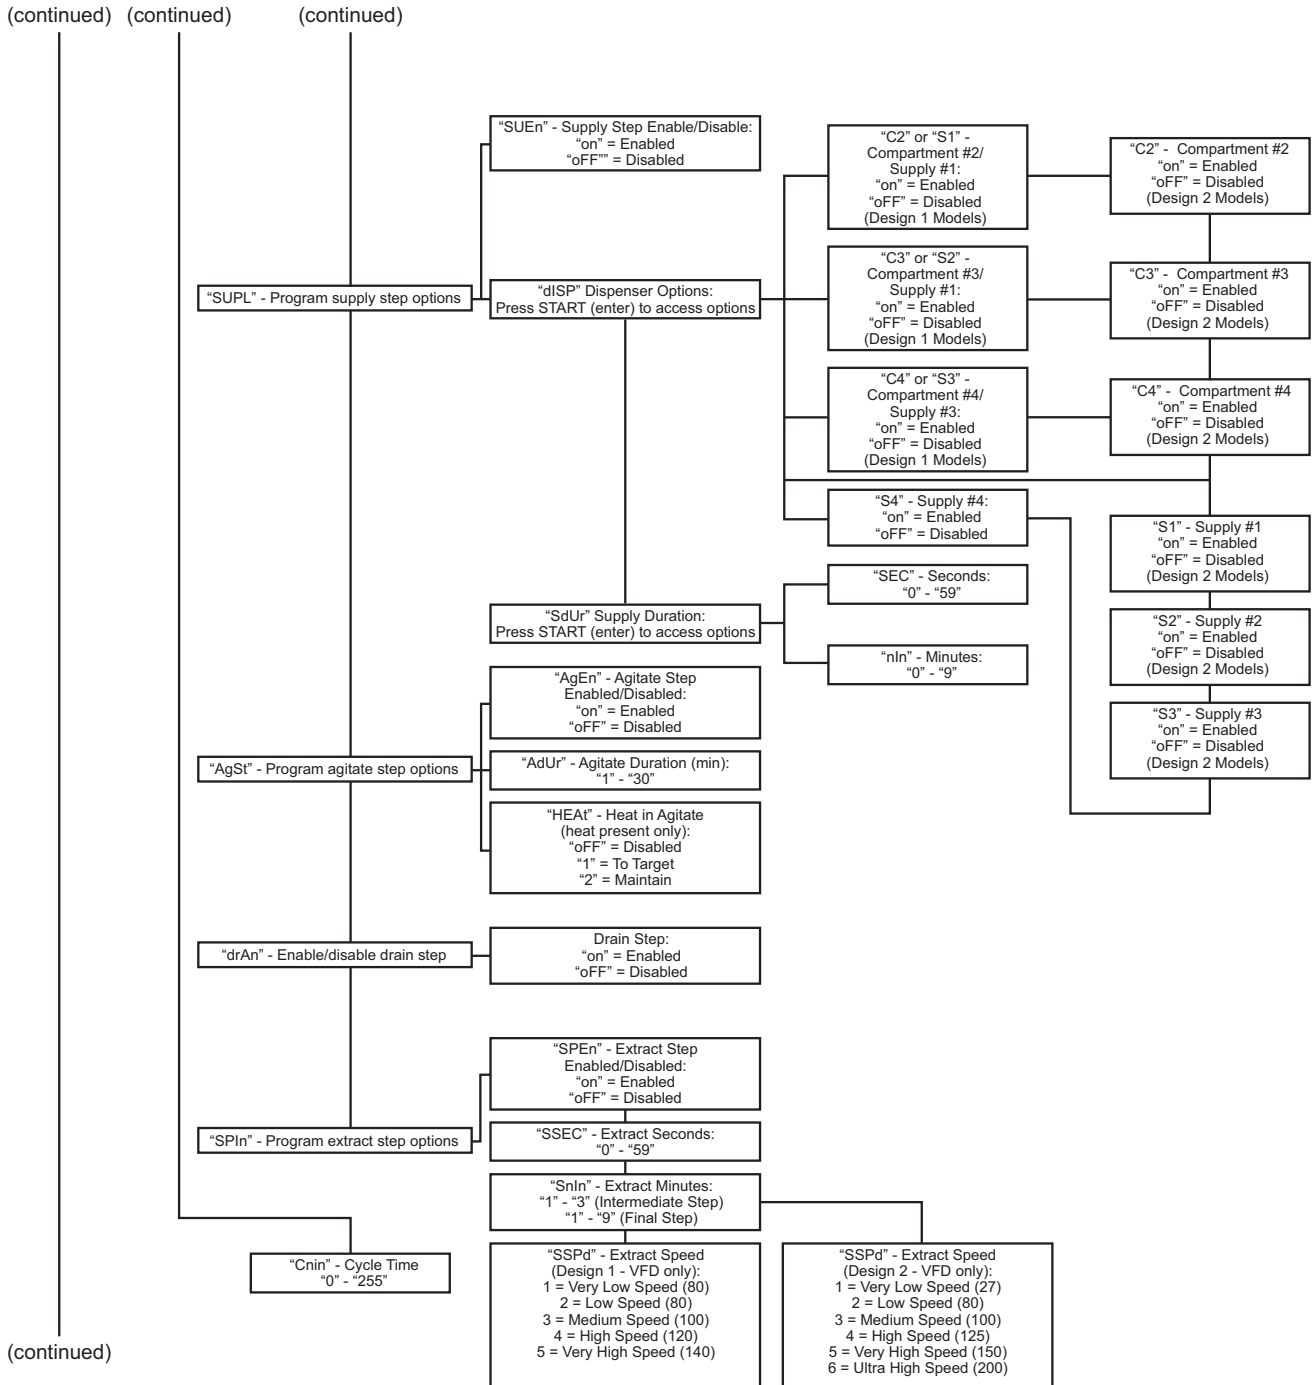 (continued) (continued) (continued)
“SUEn” - Supply Step Enable/Disable:
“on” = Enabled
“oFF”” = Disabled
“C2” or “S1” -
Compartment #2/
Supply #1:
“on” = Enabled
“oFF” = Disabled
(Design 1 Models)
“C2” - Compartment #2
“on” = Enabled
“oFF” = Disabled
(Design 2 Models)
“SUPL” - Program supply step options
“dISP” Dispenser Options:
Press START (enter) to access options
“C3” or “S2” -
Compartment #3/
Supply #1:
“on” = Enabled
“oFF” = Disabled
(Design 1 Models)
“C3” - Compartment #3
“on” = Enabled
“oFF” = Disabled
(Design 2 Models)
“C4” or “S3” -
Compartment #4/
Supply #3:
“on” = Enabled
“oFF” = Disabled
(Design 1 Models)
“C4” - Compartment #4
“on” = Enabled
“oFF” = Disabled
(Design 2 Models)
“S4” - Supply #4:
“on” = Enabled
“oFF” = Disabled
“S1” - Supply #1
“on” = Enabled
“oFF” = Disabled
(Design 2 Models)
“SdUr” Supply Duration:
Press START (enter) to access options
“SEC” - Seconds:
“0” - “59”
“nIn” - Minutes:
“0” - “9”
“S2” - Supply #2
“on” = Enabled
“oFF” = Disabled
(Design 2 Models)
“S3” - Supply #3
“on” = Enabled
“oFF” = Disabled
(Design 2 Models)
“AgSt” - Program agitate step options
“AgEn” - Agitate Step
Enabled/Disabled:
“on” = Enabled
“oFF” = Disabled
“AdUr” - Agitate Duration (min):
“1” - “30”
“HEAt” - Heat in Agitate
(heat present only):
“oFF” = Disabled
“1” = To Target
“2” = Maintain
“drAn” - Enable/disable drain step
Drain Step:
“on” = Enabled
“oFF” = Disabled
“SPIn” - Program extract step options
“SPEn” - Extract Step
Enabled/Disabled:
“on” = Enabled
“oFF” = Disabled
“SSEC” - Extract Seconds:
“0” - “59”
“SnIn” - Extract Minutes:
“1” - “3” (Intermediate Step)
“1” - “9” (Final Step)
“Cnin” - Cycle Time
“0” - “255”
“SSPd” - Extract Speed
(Design 1 - VFD only):
1 = Very Low Speed (80)
2 = Low Speed (80)
3 = Medium Speed (100)
4 = High Speed (120)
5 = Very High Speed (140)
“SSPd” - Extract Speed
(Design 2 - VFD only):
1 = Very Low Speed (27)
2 = Low Speed (80)
3 = Medium Speed (100)
4 = High Speed (125)
5 = Very High Speed (150)
6 = Ultra High Speed (200)
(continued)